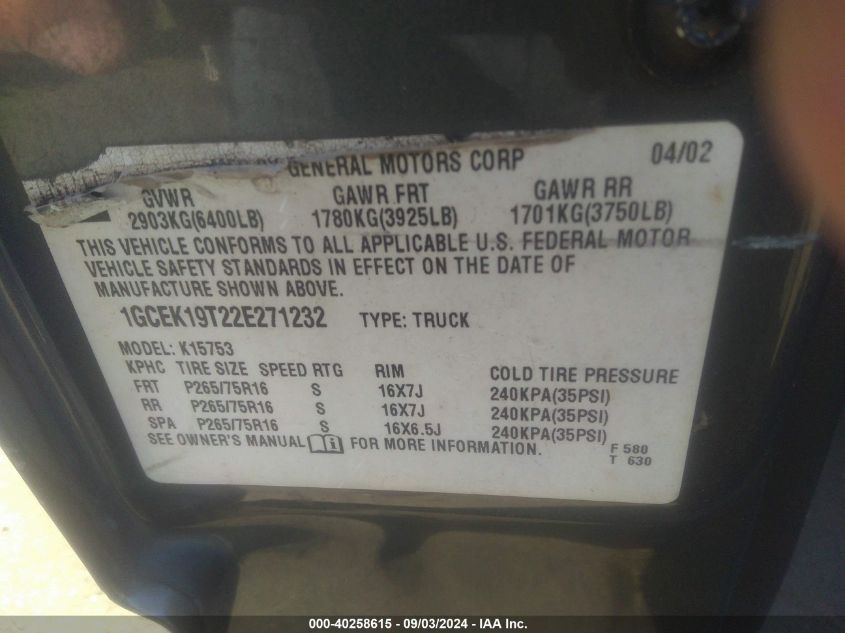 GENERAL MOTORS CORP 04/02
GVWR GAWR FRT GAWR RR
2903KG(6400LB) 1780KG(3925LB) 1701KG(3750LB)
THIS VEHICLE CONFORMS TO ALL APPLICABLE U.S. FEDERAL MOTOR
VEHICLE SAFETY STANDARDS IN EFFECT ON THE DATE OF
MANUFACTURE SHOWN ABOVE.
1GCEK19T22E271232 TYPE: TRUCK
MODEL: K15753
KPHC TIRE SIZE SPEED RTG RIM COLD TIRE PRESSURE
FRT P265/75R16 S 16X7J 240KPA(35PSI)
RR P265/75R16 S 16X7J 240KPA(35PSI)
SPA P265/75R16 S 16X6.5J 240KPA(35PSI)
SEE OWNER'S MANUAL FOR MORE INFORMATION.
F 580
T 630
000-40258615 - 09/03/2024 - IAA Inc.